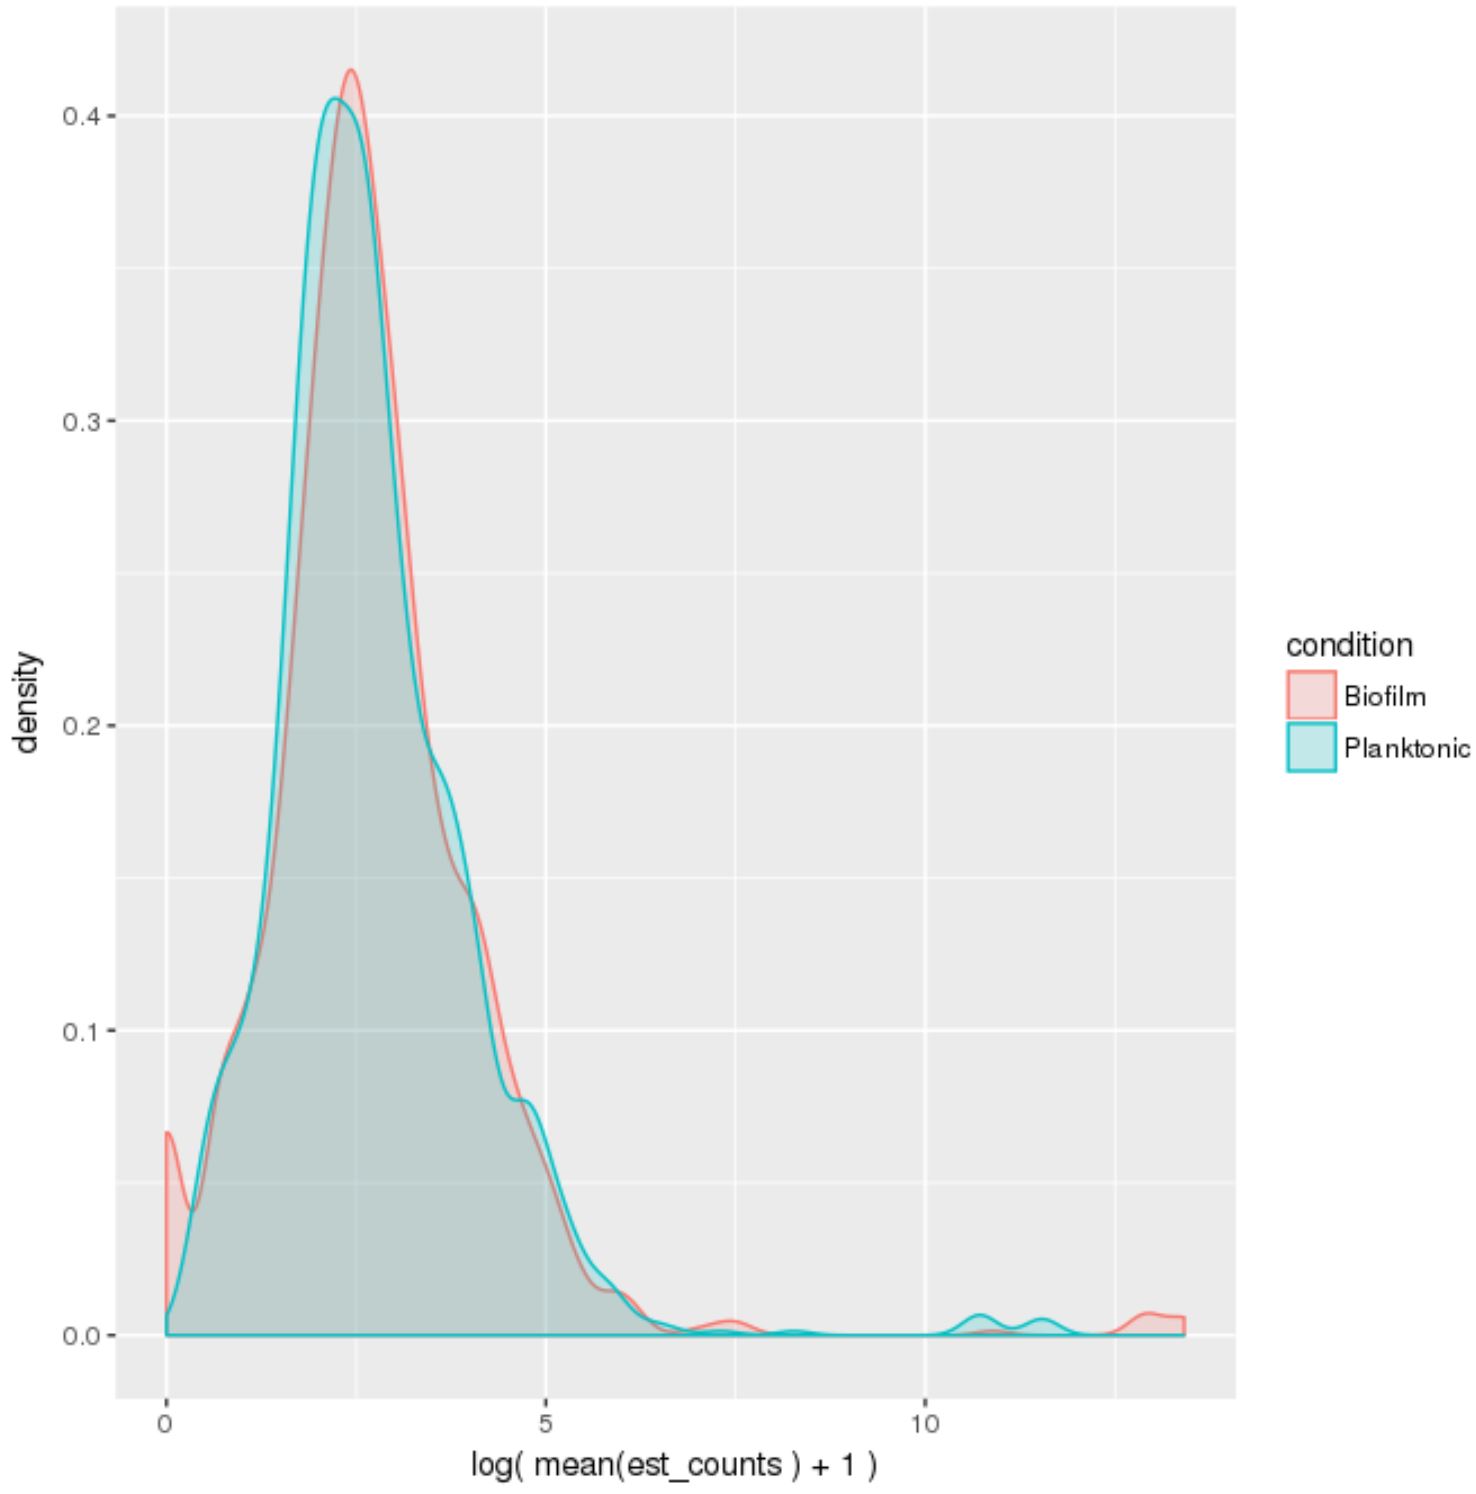 0.4
0.3
0.2
0.1
0.0
density
0
5
10
log( mean(est_counts ) + 1 )
condition
Biofilm
Planktonic